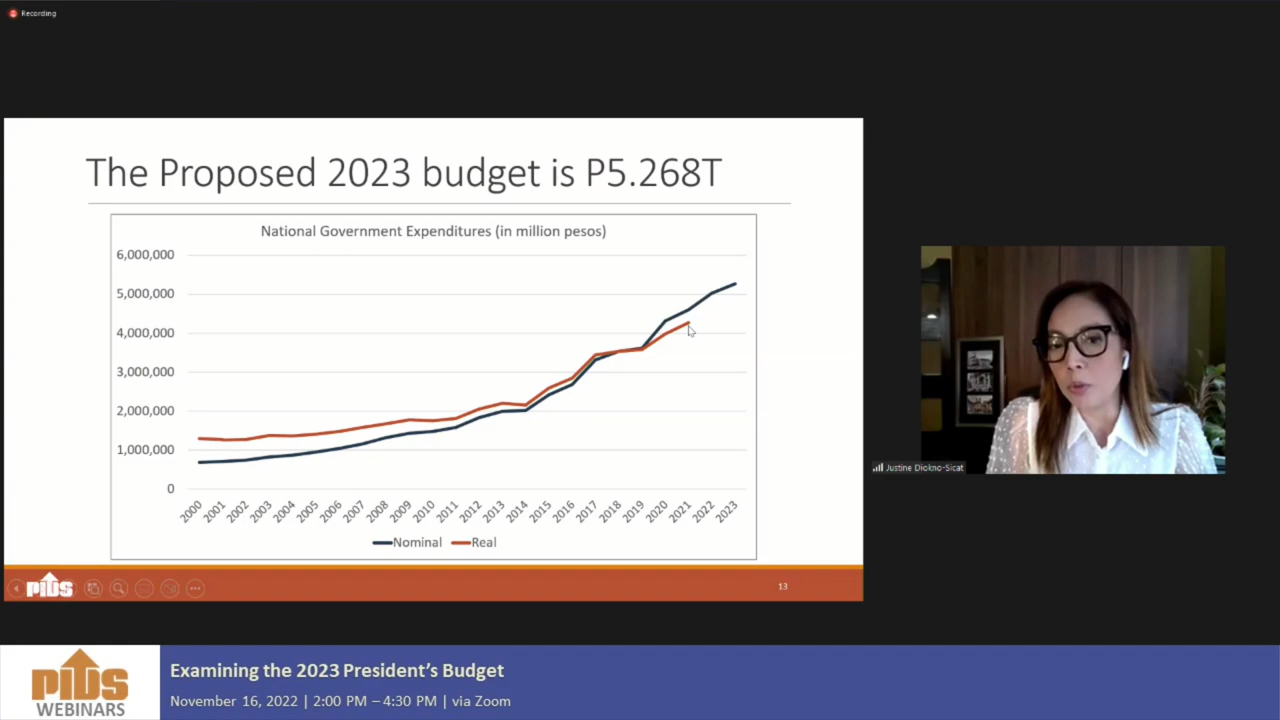 Recording
The Proposed 2023 budget is P5.268T
National Government Expenditures (in million pesos)
6,000,000
5,000,000
4,000,000
3,000,000
2,000,000
1,000,000
0
2000 2001 2002 2003 2004 2005 2006 2007 2008 2009 2010 2011 2012 2013 2014 2015 2016 2017 2018 2019 2020 2021 2022 2023
Nominal Real
PIDS
13
Justine Diokno-Sicat
PIDS
WEBINARS
Examining the 2023 President’s Budget
November 16, 2022 | 2:00 PM – 4:30 PM | via Zoom